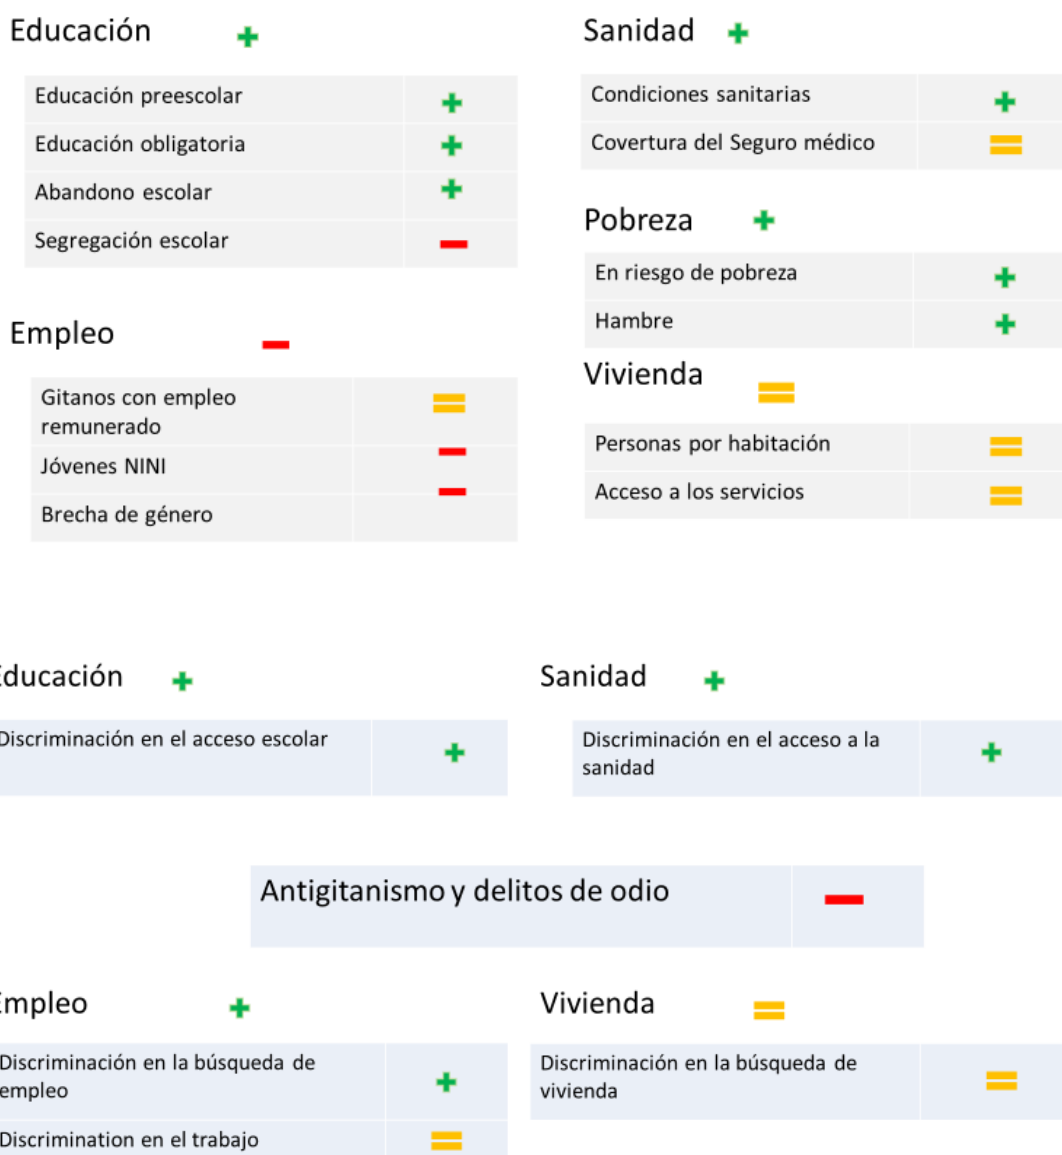 Educación +
Educación preescolar +
Educación obligatoria +
Abandono escolar +
Segregación escolar −
Empleo −
Gitanos con empleo =
remunerado
Jóvenes NINI −
Brecha de género −
Sanidad +
Condiciones sanitarias +
Covertura del Seguro médico =
Pobreza +
En riesgo de pobreza +
Hambre +
Vivienda =
Personas por habitación =
Acceso a los servicios =
Educación +
Discriminación en el acceso escolar +
Sanidad +
Discriminación en el acceso a la +
sanidad
Antigitanismo y delitos de odio −
Empleo +
Discriminación en la búsqueda de
empleo +
Discrimination en el trabajo =
Vivienda =
Discriminación en la búsqueda de =
vivienda